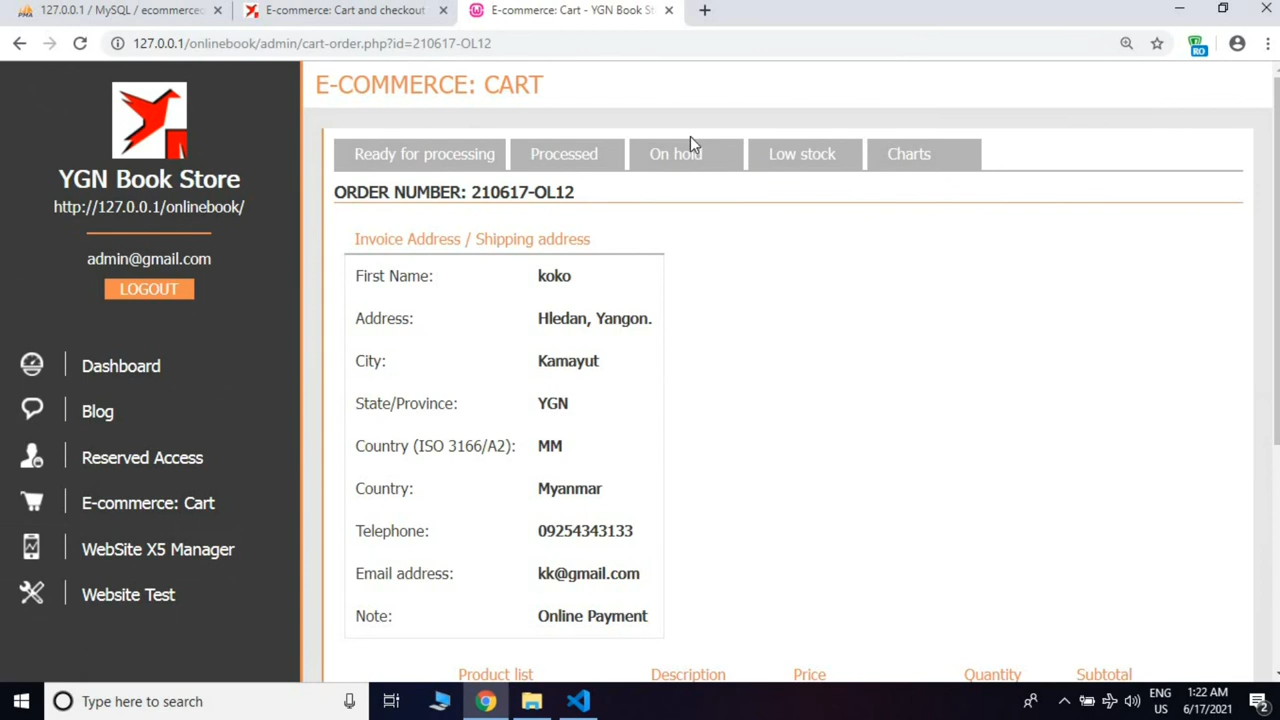 127.0.0.1 / MySQL / ecommerce
E-commerce: Cart and checkout
E-commerce: Cart - YGN Book St
127.0.0.1/onlinebook/admin/cart-order.php?id=210617-OL12
RO
YGN Book Store
http://127.0.0.1/onlinebook/
admin@gmail.com
LOGOUT
Dashboard
Blog
Reserved Access
E-commerce: Cart
WebSite X5 Manager
Website Test
E-COMMERCE: CART
Ready for processing
Processed
On hold
Low stock
Charts
ORDER NUMBER: 210617-OL12
Invoice Address / Shipping address
First Name: koko
Address: Hledan, Yangon.
City: Kamayut
State/Province: YGN
Country (ISO 3166/A2): MM
Country: Myanmar
Telephone: 09254343133
Email address: kk@gmail.com
Note: Online Payment
Product list Description Price Quantity Subtotal
Type here to search
ENG
US
1:22 AM
6/17/2021
2